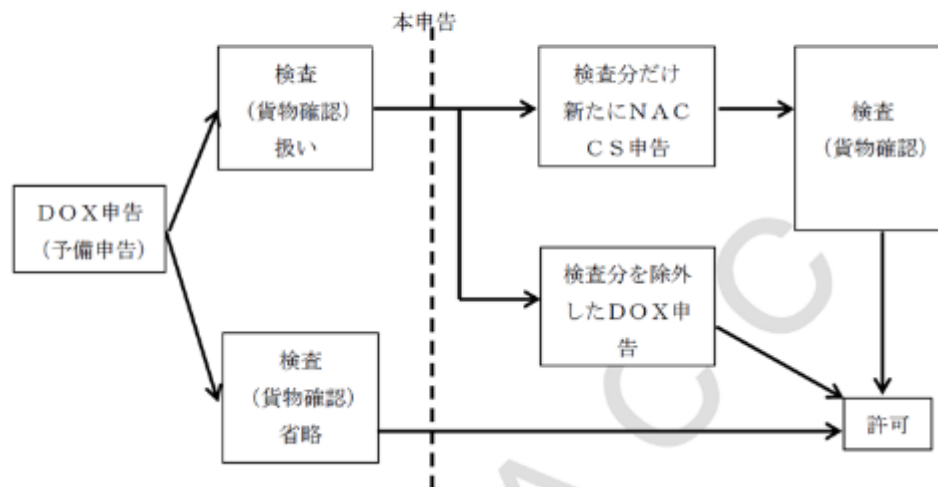 本申告
検査
（貨物確認）
扱い
検査分だけ
新たにＮＡＣ
ＣＳ申告
検査
（貨物確認）
ＤＯＸ申告
（予備申告）
検査分を除外
したＤＯＸ申
告
検査
（貨物確認）
省略
許可
ＡＣＣ